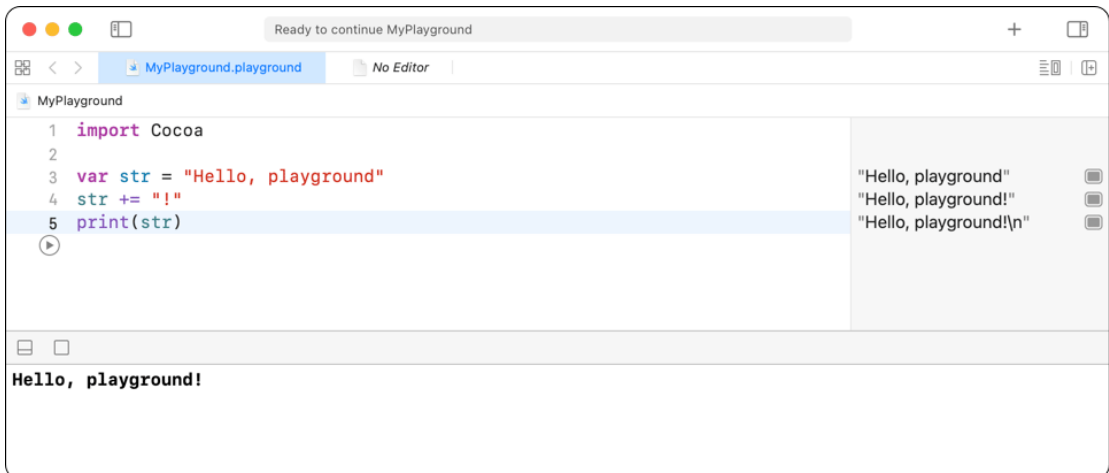 Ready to continue MyPlayground
MyPlayground.playground
No Editor
MyPlayground
1 import Cocoa
2
3 var str = "Hello, playground" "Hello, playground"
4 str += "!" "Hello, playground!"
5 print(str) "Hello, playground!\n"
Hello, playground!